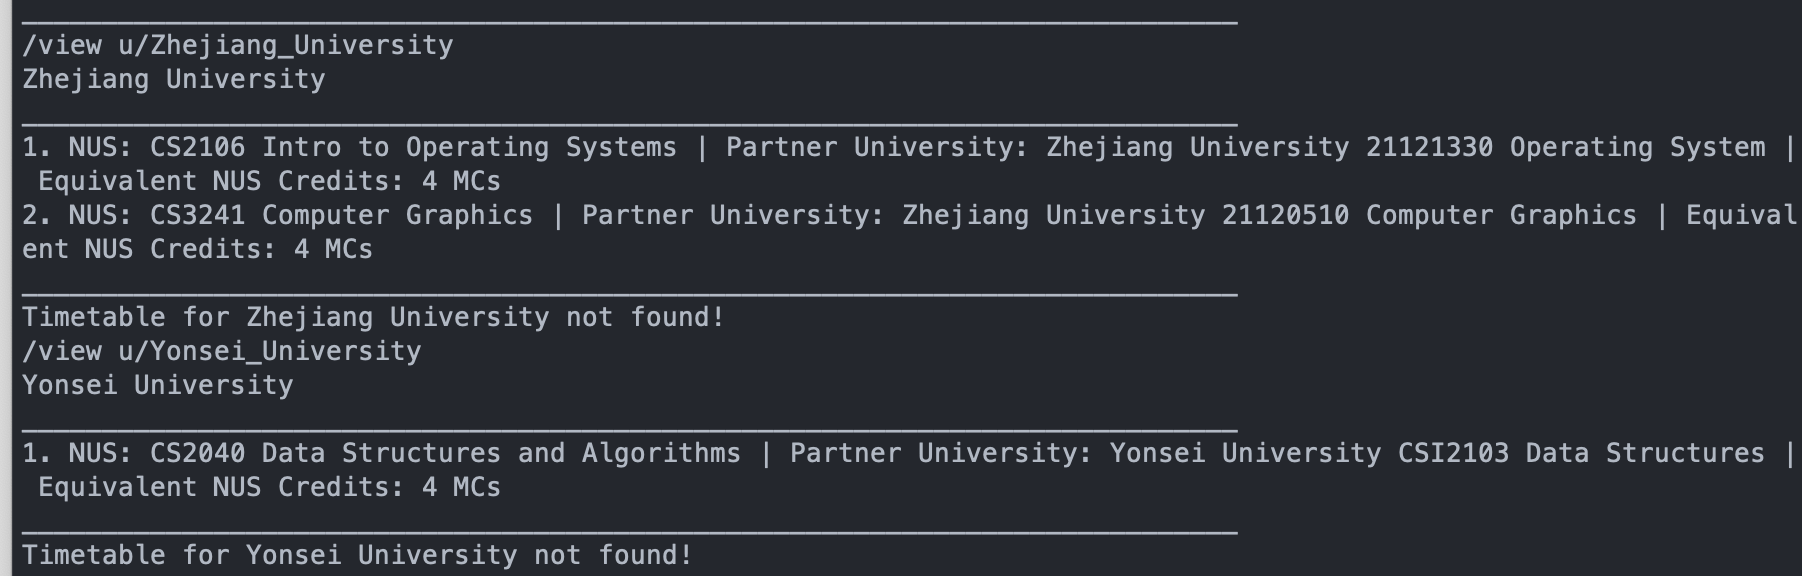 /view u/Zhejiang_University
Zhejiang University
1. NUS: CS2106 Intro to Operating Systems | Partner University: Zhejiang University 21121330 Operating System |
 Equivalent NUS Credits: 4 MCs
2. NUS: CS3241 Computer Graphics | Partner University: Zhejiang University 21120510 Computer Graphics | Equival
ent NUS Credits: 4 MCs
Timetable for Zhejiang University not found!
/view u/Yonsei_University
Yonsei University
1. NUS: CS2040 Data Structures and Algorithms | Partner University: Yonsei University CSI2103 Data Structures |
 Equivalent NUS Credits: 4 MCs
Timetable for Yonsei University not found!